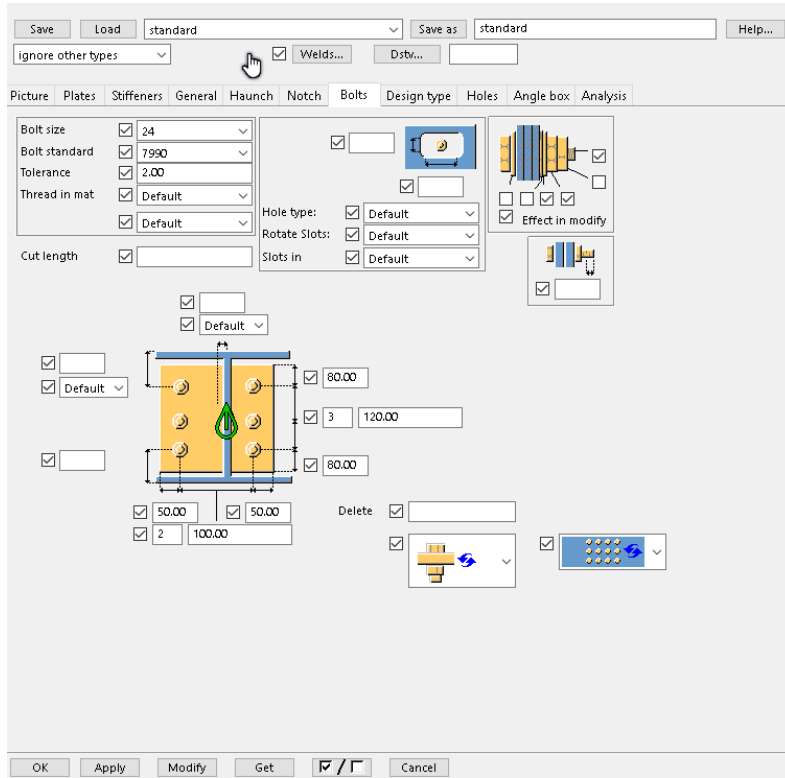 Save Load standard Save as standard Help...
ignore other types Welds... Dstv...
Picture Plates Stiffeners General Haunch Notch Bolts Design type Holes Angle box Analysis
Bolt size 24
Bolt standard 7990
Tolerance 2.00
Thread in mat Default
Default
Cut length
Hole type: Default
Rotate Slots: Default
Slots in Default
Effect in modify
Default
Default
80.00
3 120.00
80.00
50.00 50.00
2 100.00
Delete
OK Apply Modify Get / Cancel